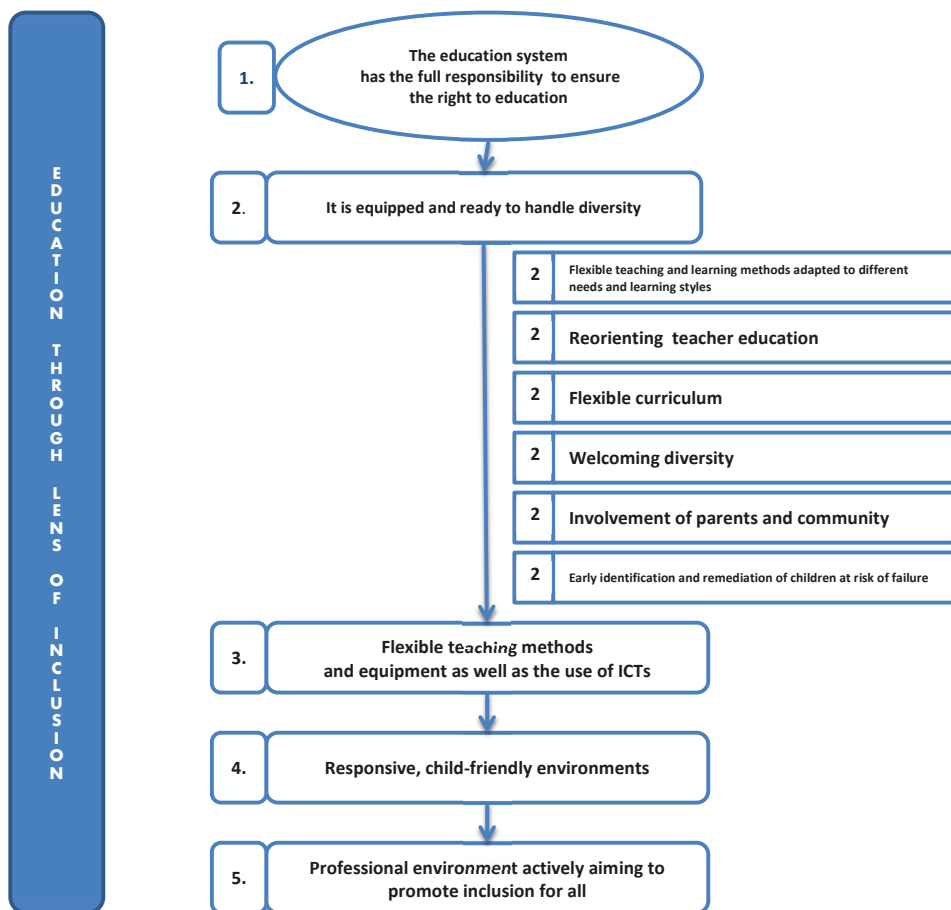 EDUCATION THROUGH LENS OF INCLUSION
1.
The education system
has the full responsibility to ensure
the right to education
2.
It is equipped and ready to handle diversity
2
Flexible teaching and learning methods adapted to different
needs and learning styles
2
Reorienting teacher education
2
Flexible curriculum
2
Welcoming diversity
2
Involvement of parents and community
2
Early identification and remediation of children at risk of failure
3.
Flexible teaching methods
and equipment as well as the use of ICTs
4.
Responsive, child-friendly environments
5.
Professional environment actively aiming to
promote inclusion for all